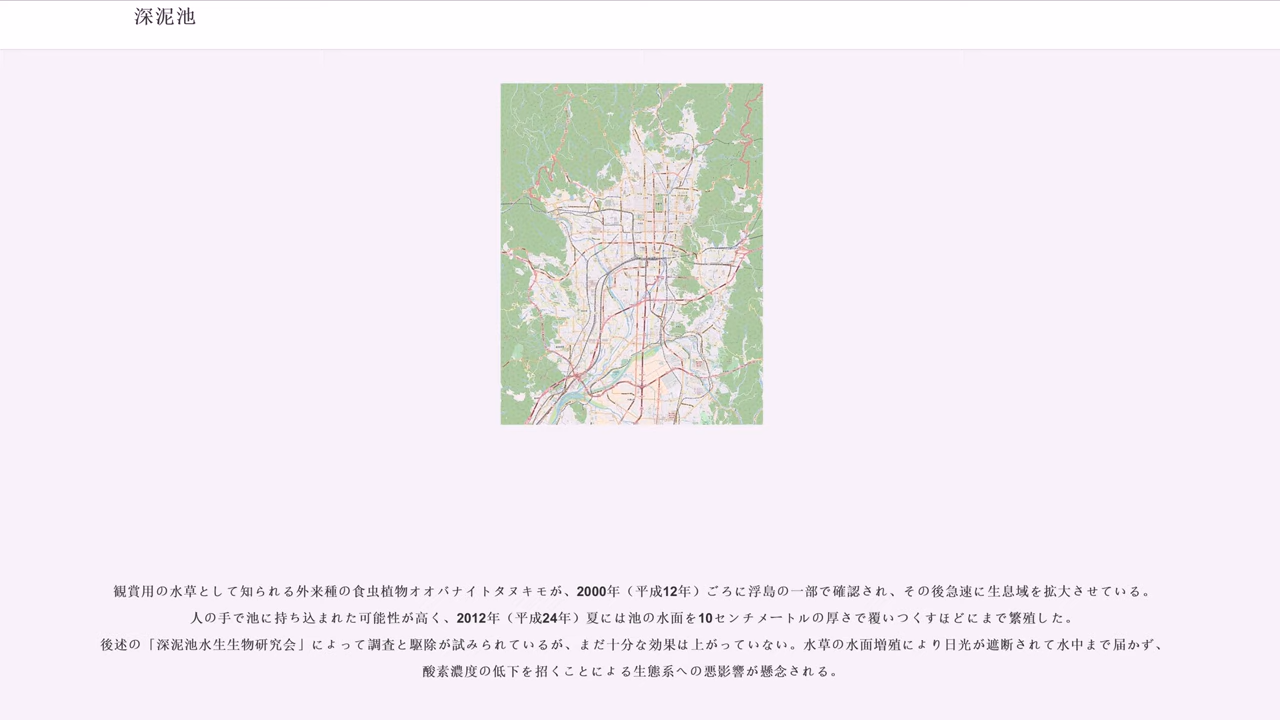 深泥池
観賞用の水草として知られる外来種の食虫植物オオバナイトタヌキモが、2000年（平成12年）ごろに浮島の一部で確認され、その後急速に生息域を拡大させている。
人の手で池に持ち込まれた可能性が高く、2012年（平成24年）夏には池の水面を10センチメートルの厚さで覆いつくすほどにまで繁殖した。
後述の「深泥池水生生物研究会」によって調査と駆除が試みられているが、まだ十分な効果は上がっていない。水草の水面増殖により日光が遮断されて水中まで届かず、
酸素濃度の低下を招くことによる生態系への悪影響が懸念される。